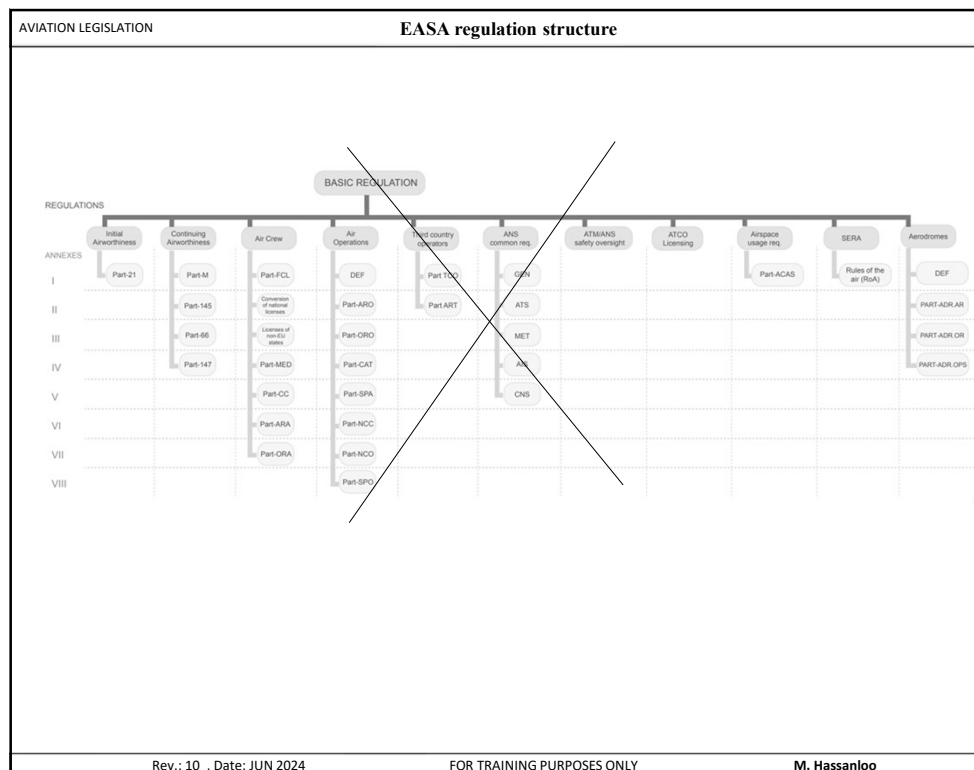 AVIATION LEGISLATION
EASA regulation structure
BASIC REGULATION
REGULATIONS
Initial Airworthiness
Continuing Airworthiness
Air Crew
Air Operations
Third country operators
ANS common req.
ATM/ANS safety oversight
ATCO Licensing
Airspace usage req.
SERA
Aerodromes
ANNEXES
I
Part-21
Part-M
Part-FCL
DEF
Part TCO
GEN
Part-ACAS
Rules of the air (RoA)
DEF
II
Part-145
Conversion of national licenses
Part-ARO
Part ART
ATS
PART-ADR.AR
III
Part-66
Licenses of non-EU states
Part-ORO
MET
PART-ADR.OR
IV
Part-147
Part-MED
Part-CAT
AIS
PART-ADR.OPS
V
Part-CC
Part-SPA
CNS
VI
Part-ARA
Part-NCC
VII
Part-ORA
Part-NCO
VIII
Part-SPO
Rev.: 10 , Date: JUN 2024
FOR TRAINING PURPOSES ONLY
M. Hassanloo